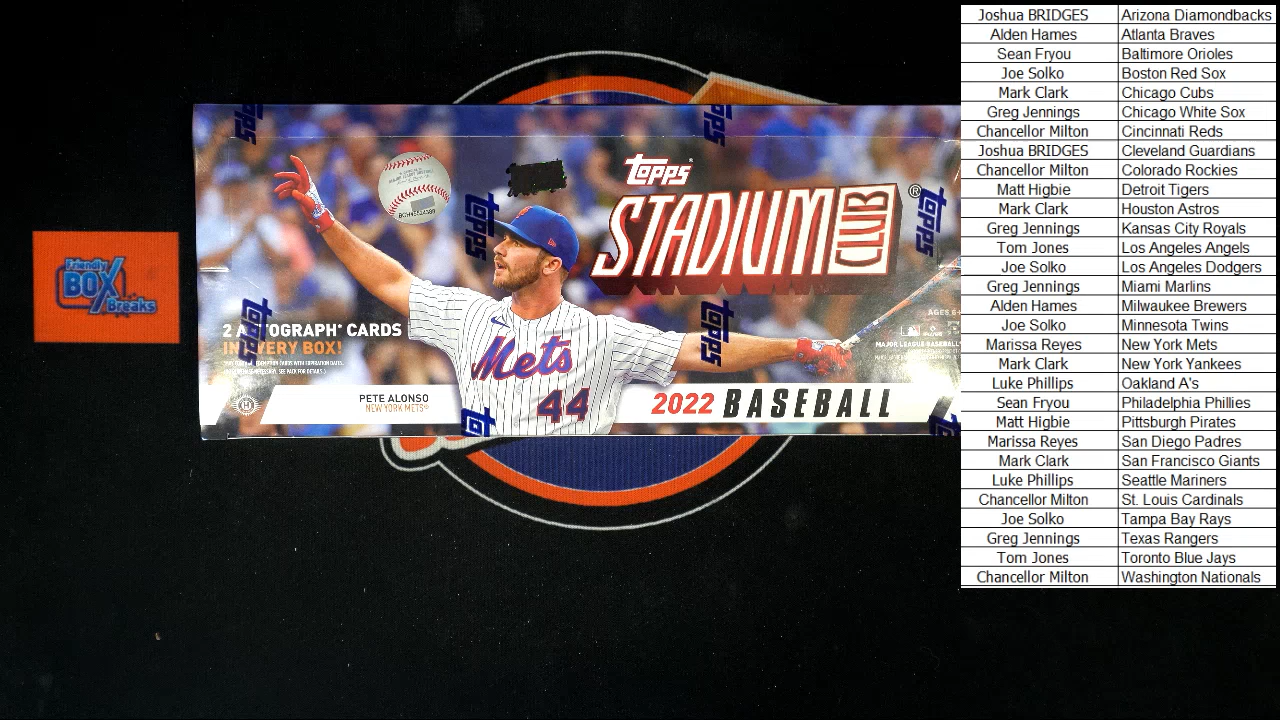 Friendly
BOX
Breaks
topps
topps
topps
topps
topps
topps
TOPPS®
STADIUM CLUB®
2 AUTOGRAPH* CARDS
IN EVERY BOX!
Mets
44
PETE ALONSO
NEW YORK METS®
2022 BASEBALL
AGES 6+
Joshua BRIDGES Arizona Diamondbacks
Alden Hames Atlanta Braves
Sean Fryou Baltimore Orioles
Joe Solko Boston Red Sox
Mark Clark Chicago Cubs
Greg Jennings Chicago White Sox
Chancellor Milton Cincinnati Reds
Joshua BRIDGES Cleveland Guardians
Chancellor Milton Colorado Rockies
Matt Higbie Detroit Tigers
Mark Clark Houston Astros
Greg Jennings Kansas City Royals
Tom Jones Los Angeles Angels
Joe Solko Los Angeles Dodgers
Greg Jennings Miami Marlins
Alden Hames Milwaukee Brewers
Joe Solko Minnesota Twins
Marissa Reyes New York Mets
Mark Clark New York Yankees
Luke Phillips Oakland A's
Sean Fryou Philadelphia Phillies
Matt Higbie Pittsburgh Pirates
Marissa Reyes San Diego Padres
Mark Clark San Francisco Giants
Luke Phillips Seattle Mariners
Chancellor Milton St. Louis Cardinals
Joe Solko Tampa Bay Rays
Greg Jennings Texas Rangers
Tom Jones Toronto Blue Jays
Chancellor Milton Washington Nationals